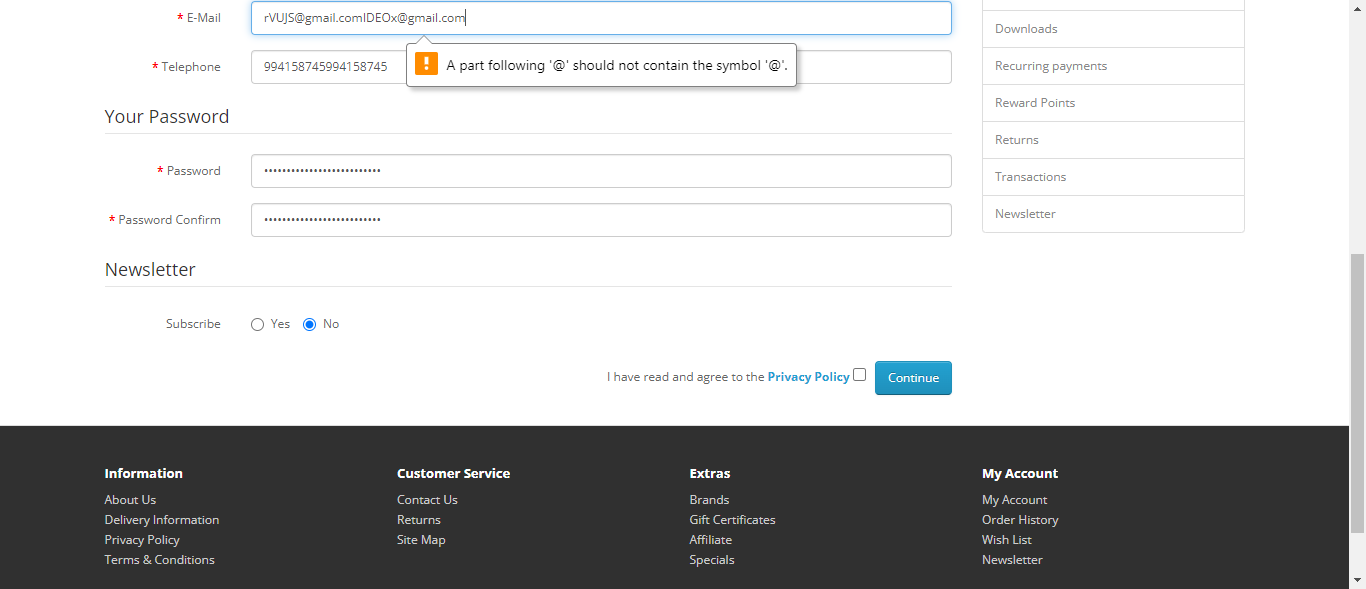 * E-Mail rVUJS@gmail.comIDEOx@gmail.com
! A part following '@' should not contain the symbol '@'.
* Telephone 994158745994158745
Your Password
* Password ••••••••••••••••••••••••••
* Password Confirm ••••••••••••••••••••••••••
Newsletter
Subscribe Yes No
I have read and agree to the Privacy Policy Continue
Downloads
Recurring payments
Reward Points
Returns
Transactions
Newsletter
Information
About Us
Delivery Information
Privacy Policy
Terms & Conditions
Customer Service
Contact Us
Returns
Site Map
Extras
Brands
Gift Certificates
Affiliate
Specials
My Account
My Account
Order History
Wish List
Newsletter